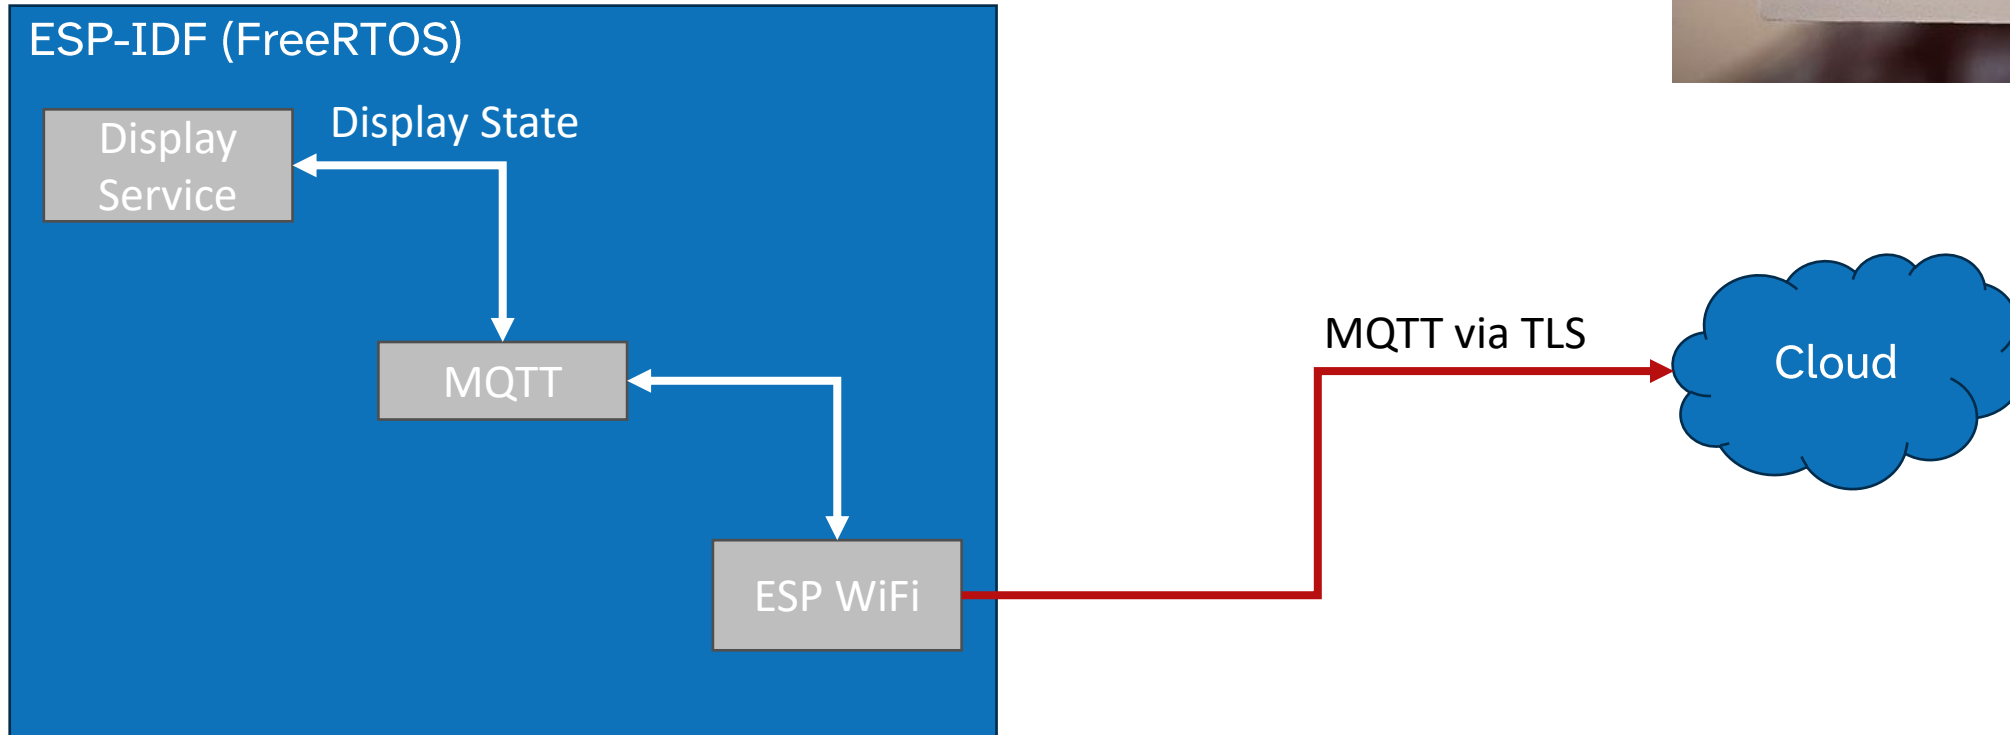 ESP-IDF (FreeRTOS)
Display
Service
Display State
MQTT
ESP WiFi
MQTT via TLS
Cloud